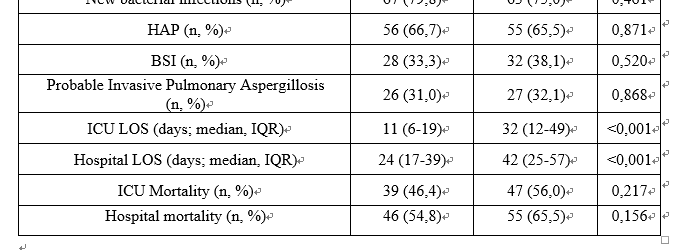 HAP (n, %) 56 (66,7) 55 (65,5) 0,871
BSI (n, %) 28 (33,3) 32 (38,1) 0,520
Probable Invasive Pulmonary Aspergillosis
(n, %) 26 (31,0) 27 (32,1) 0,868
ICU LOS (days; median, IQR) 11 (6-19) 32 (12-49) <0,001
Hospital LOS (days; median, IQR) 24 (17-39) 42 (25-57) <0,001
ICU Mortality (n, %) 39 (46,4) 47 (56,0) 0,217
Hospital mortality (n, %) 46 (54,8) 55 (65,5) 0,156